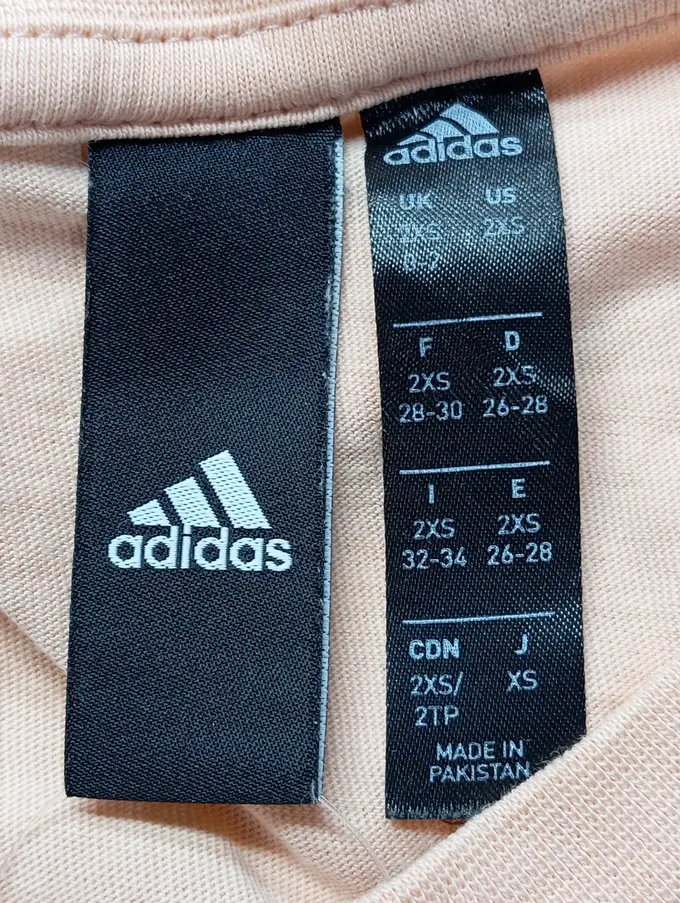 adidas
adidas
UK US
2XS 2XS
F D
2XS 2XS
28-30 26-28
I E
2XS 2XS
32-34 26-28
CDN J
2XS/ XS
2TP
MADE IN
PAKISTAN